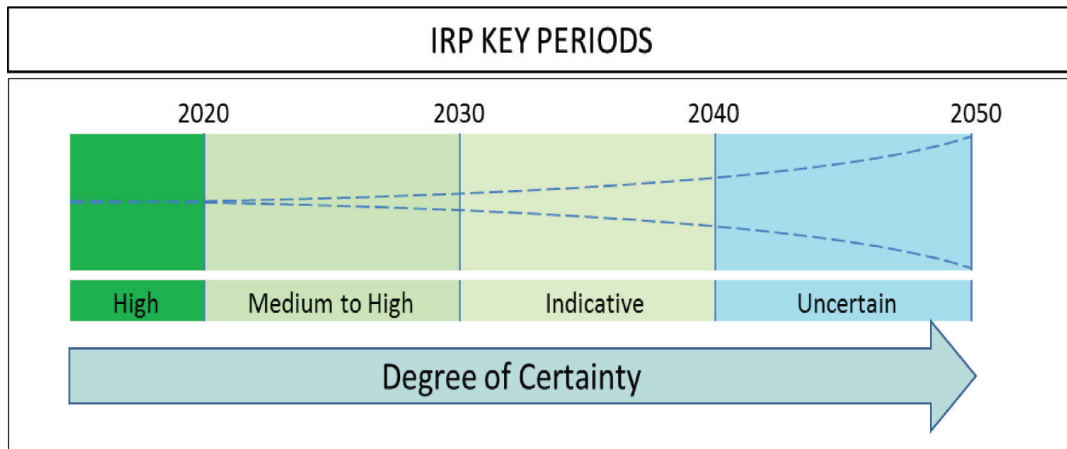 IRP KEY PERIODS
2020 2030 2040 2050
High Medium to High Indicative Uncertain
Degree of Certainty